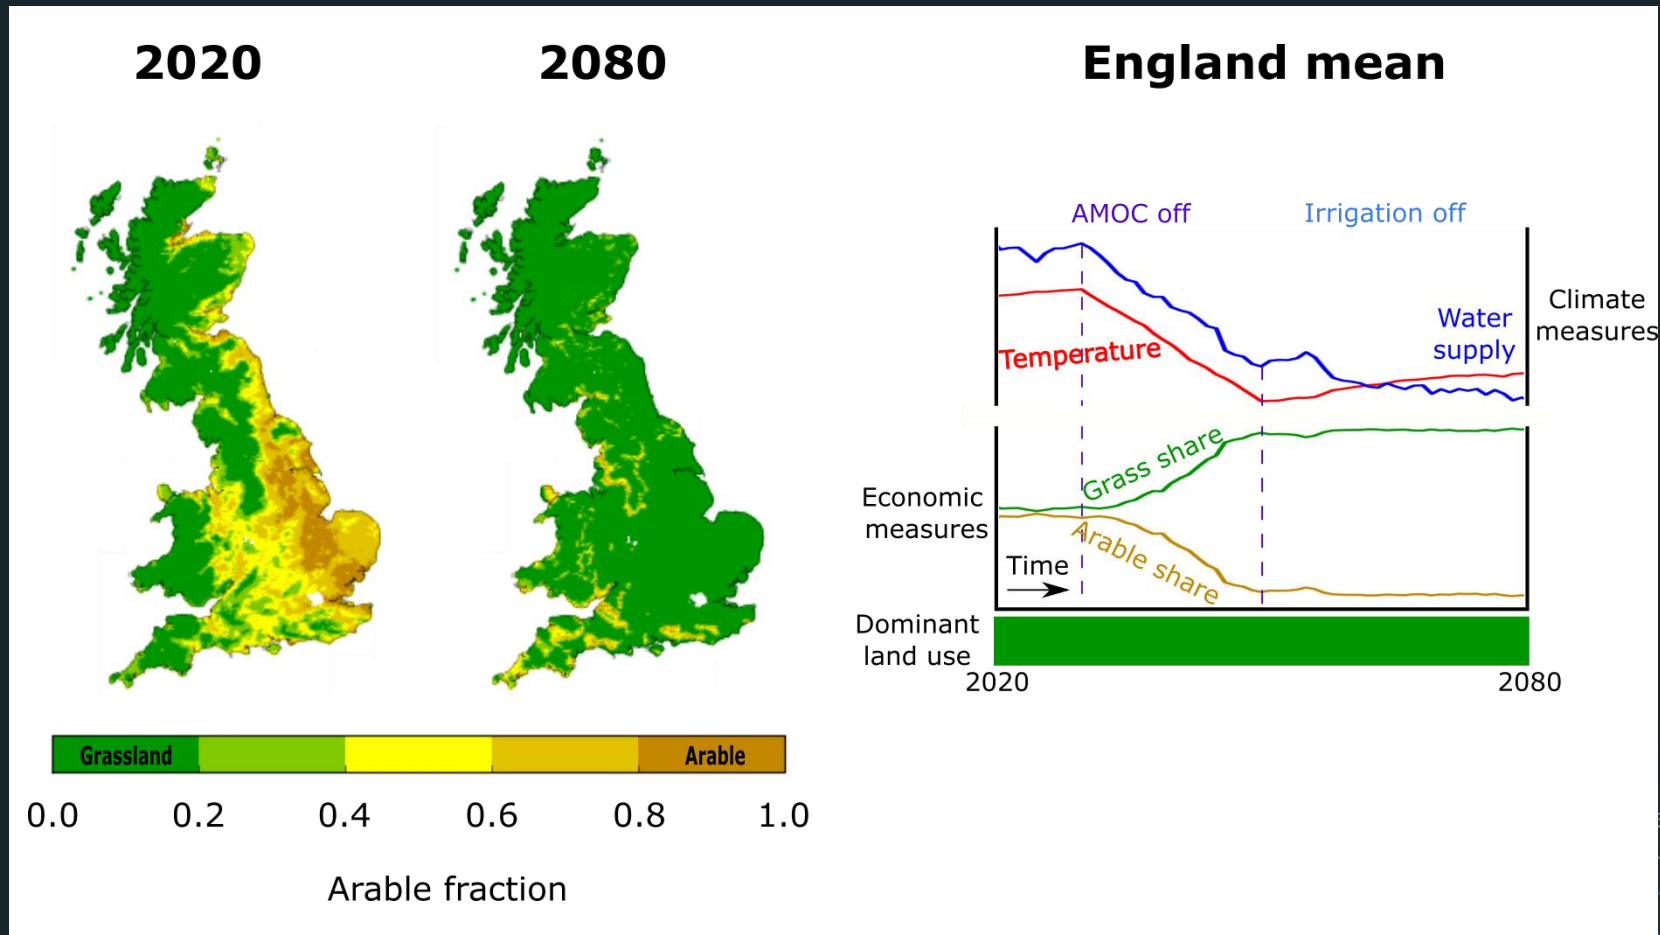 2020
2080
England mean
AMOC off
Irrigation off
Climate
measures
Water
supply
Temperature
Grass share
Economic
measures
Arable share
Time
Dominant
land use
2020
2080
Grassland
Arable
0.0
0.2
0.4
0.6
0.8
1.0
Arable fraction